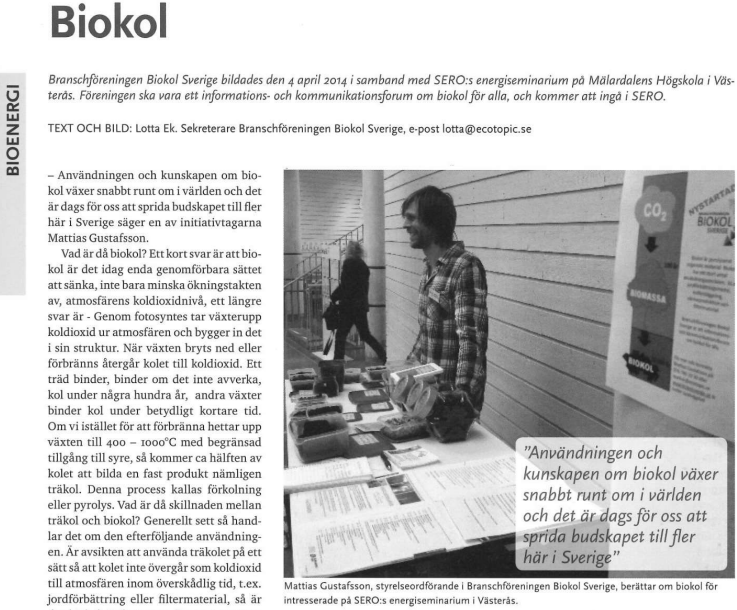 Biokol
Branschföreningen Biokol Sverige bildades den 4 april 2014 i samband med SERO:s energiseminarium på Mälardalens Högskola i Väs-
terås. Föreningen ska vara ett informations- och kommunikationsforum om biokol för alla, och kommer att ingå i SERO.
TEXT OCH BILD: Lotta Ek. Sekreterare Branschföreningen Biokol Sverige, e-post lotta@ecotopic.se
BIOENERGI
– Användningen och kunskapen om bio-
kol växer snabbt runt om i världen och det
är dags för oss att sprida budskapet till fler
här i Sverige säger en av initiativtagarna
Mattias Gustafsson.
Vad är då biokol? Ett kort svar är att bio-
kol är det idag enda genomförbara sättet
att sänka, inte bara minska ökningstakten
av, atmosfärens koldioxidnivå, ett längre
svar är - Genom fotosyntes tar växterupp
koldioxid ur atmosfären och bygger in det
i sin struktur. När växten bryts ned eller
förbränns återgår kolet till koldioxid. Ett
träd binder, binder om det inte avverka,
kol under några hundra år, andra växter
binder kol under betydligt kortare tid.
Om vi istället för att förbränna hettar upp
växten till 400 – 1000°C med begränsad
tillgång till syre, så kommer ca hälften av
kolet att bilda en fast produkt nämligen
träkol. Denna process kallas förkolning
eller pyrolys. Vad är då skillnaden mellan
träkol och biokol? Generellt sett så hand-
lar det om den efterföljande användning-
en. Är avsikten att använda träkolet på ett
sätt så att kolet inte övergår som koldioxid
till atmosfären inom överskådlig tid, t.ex.
jordförbättring eller filtermaterial, så är
CO2
BIOMASSA
BIOKOL
NYSTARTAD
BIOKOL
SVERIGE
”Användningen och
kunskapen om biokol växer
snabbt runt om i världen
och det är dags för oss att
sprida budskapet till fler
här i Sverige”
Mattias Gustafsson, styrelseordförande i Branschföreningen Biokol Sverige, berättar om biokol för
intresserade på SERO:s energiseminarium i Västerås.